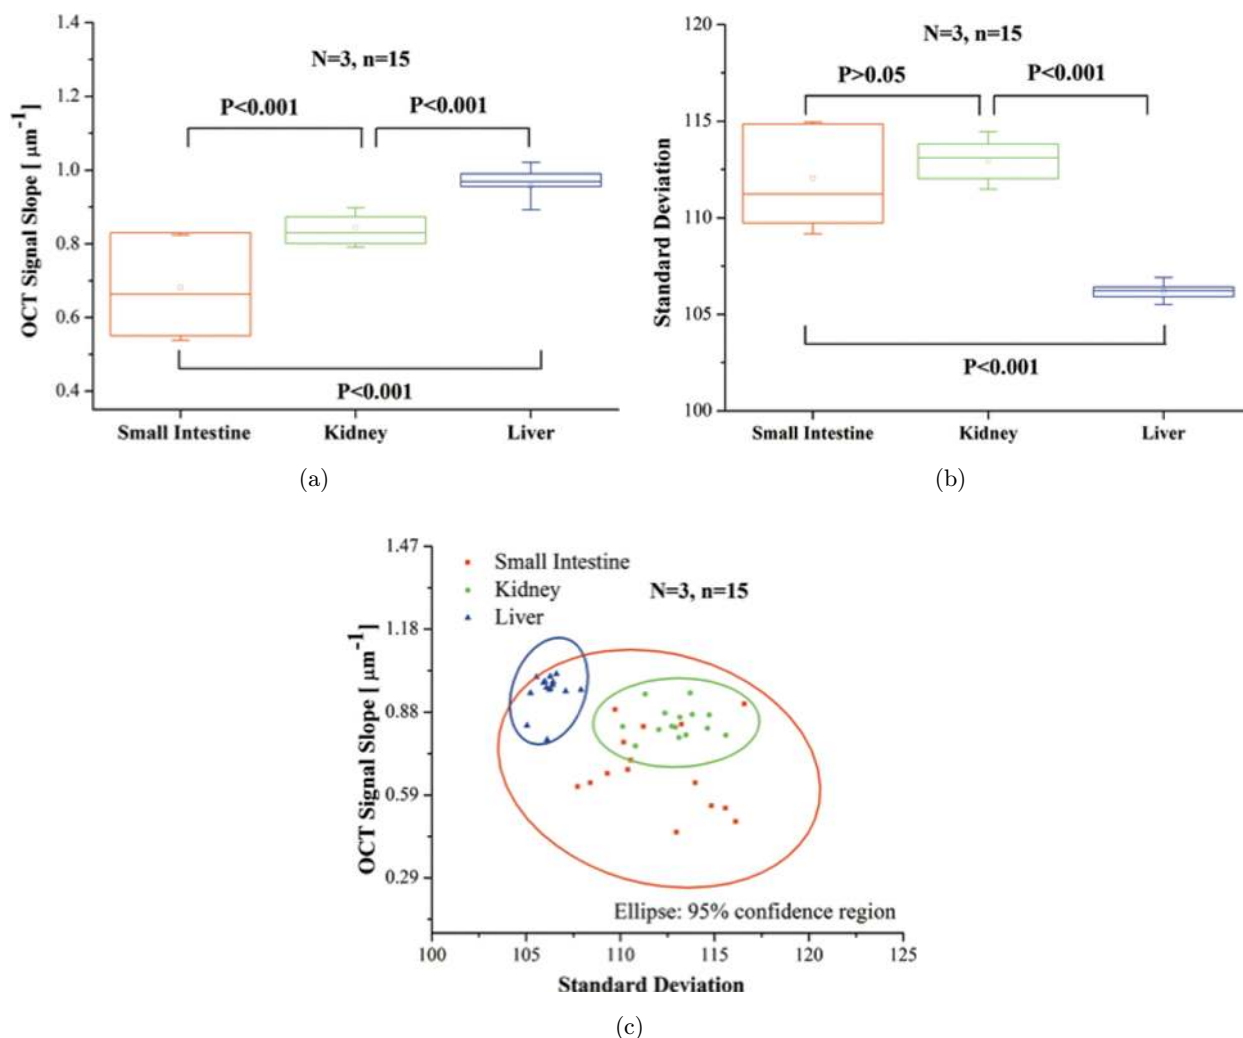 N=3, n=15
P<0.001 P<0.001
P<0.001
OCT Signal Slope [ μm⁻¹]
1.4
1.2
1.0
0.8
0.6
0.4
Small Intestine Kidney Liver
(a)
N=3, n=15
P>0.05 P<0.001
P<0.001
Standard Deviation
120
115
110
105
100
Small Intestine Kidney Liver
(b)
Small Intestine
Kidney
Liver
N=3, n=15
OCT Signal Slope [ μm⁻¹]
1.47
1.18
0.88
0.59
0.29
Ellipse: 95% confidence region
100 105 110 115 120 125
Standard Deviation
(c)